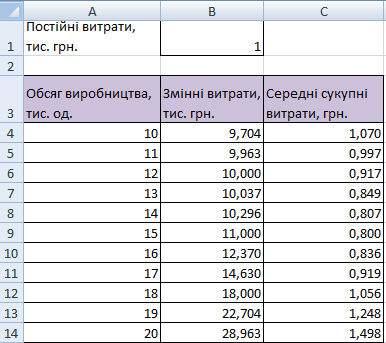 A B C
Постійні витрати,
1 тис. грн. 1
2
Обсяг виробництва, Змінні витрати, Середні сукупні
3 тис. од. тис. грн. витрати, грн.
4 10 9,704 1,070
5 11 9,963 0,997
6 12 10,000 0,917
7 13 10,037 0,849
8 14 10,296 0,807
9 15 11,000 0,800
10 16 12,370 0,836
11 17 14,630 0,919
12 18 18,000 1,056
13 19 22,704 1,248
14 20 28,963 1,498